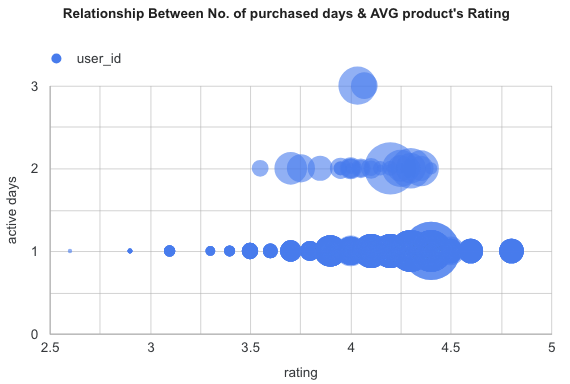 Relationship Between No. of purchased days & AVG product's Rating
user_id
3
2
1
0
active days
2.5 3 3.5 4 4.5 5
rating